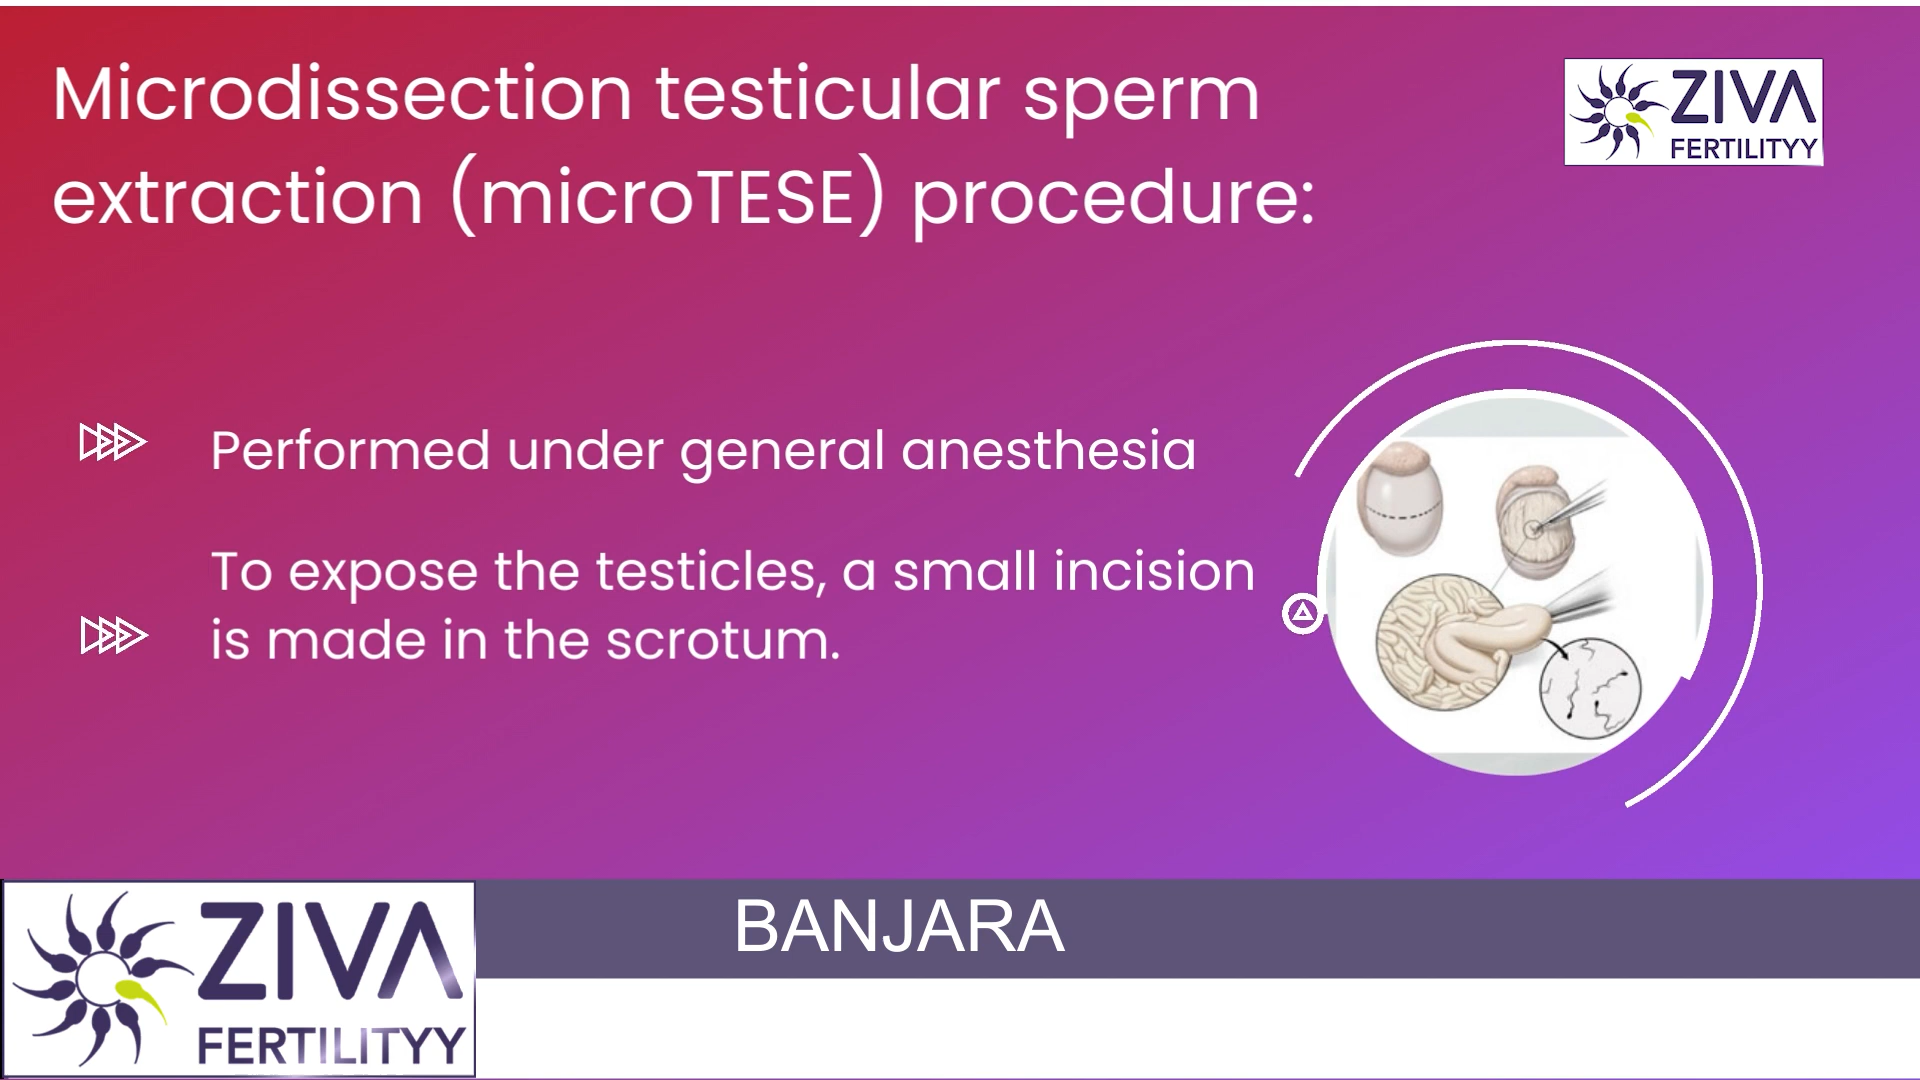 Microdissection testicular sperm
extraction (microTESE) procedure:
ZIVA
FERTILITYY
Performed under general anesthesia
To expose the testicles, a small incision
is made in the scrotum.
ZIVA
FERTILITYY
BANJARA